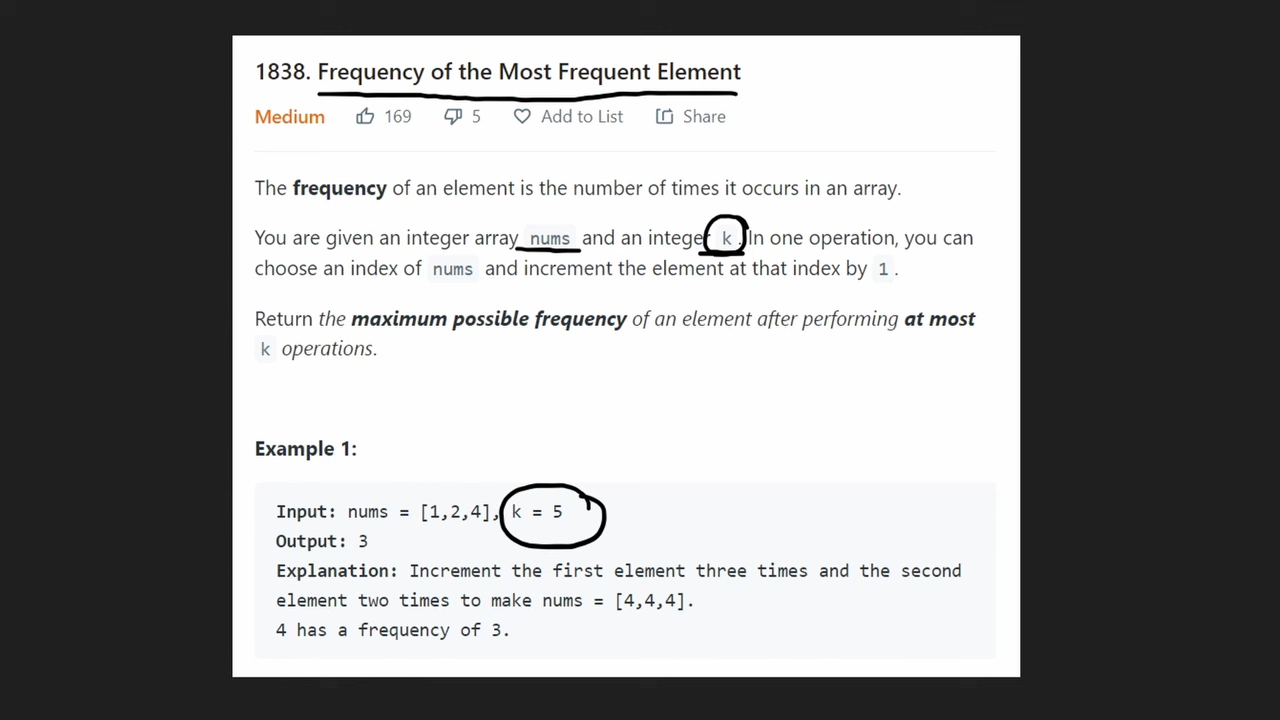 1838. Frequency of the Most Frequent Element
Medium 169 5 Add to List Share
The frequency of an element is the number of times it occurs in an array.
You are given an integer array nums and an integer k. In one operation, you can
choose an index of nums and increment the element at that index by 1.
Return the maximum possible frequency of an element after performing at most
k operations.
Example 1:
Input: nums = [1,2,4], k = 5
Output: 3
Explanation: Increment the first element three times and the second
element two times to make nums = [4,4,4].
4 has a frequency of 3.